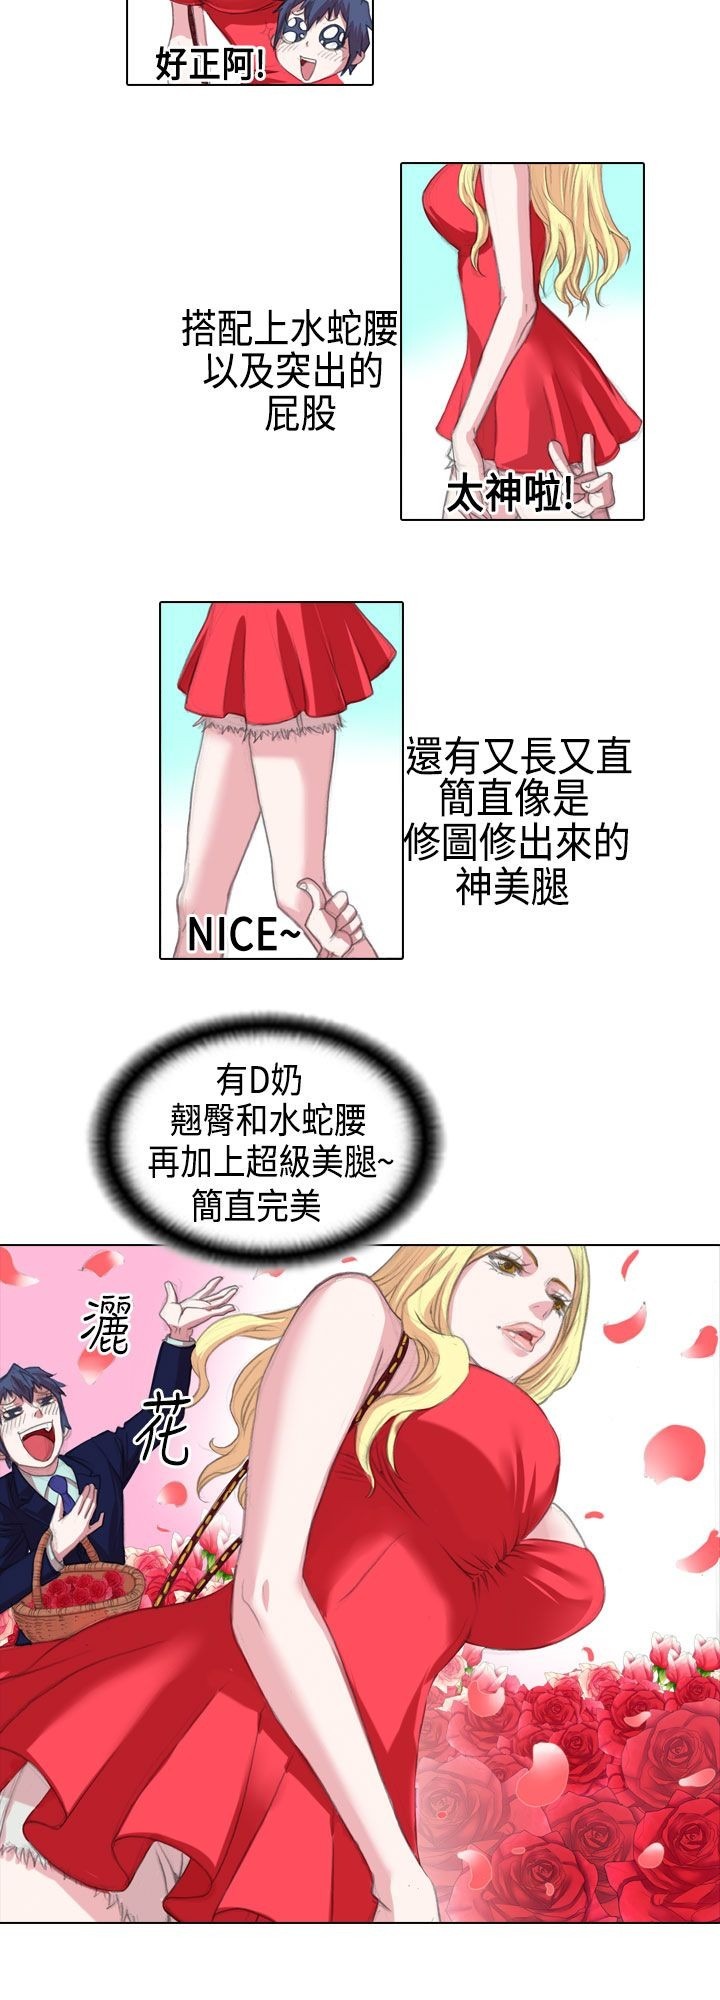 好正阿!
搭配上水蛇腰
以及突出的
屁股
太神啦!
還有又長又直
簡直像是
修圖修出來的
神美腿
NICE~
有D奶
翹臀和水蛇腰
再加上超級美腿~
簡直完美
灑
花